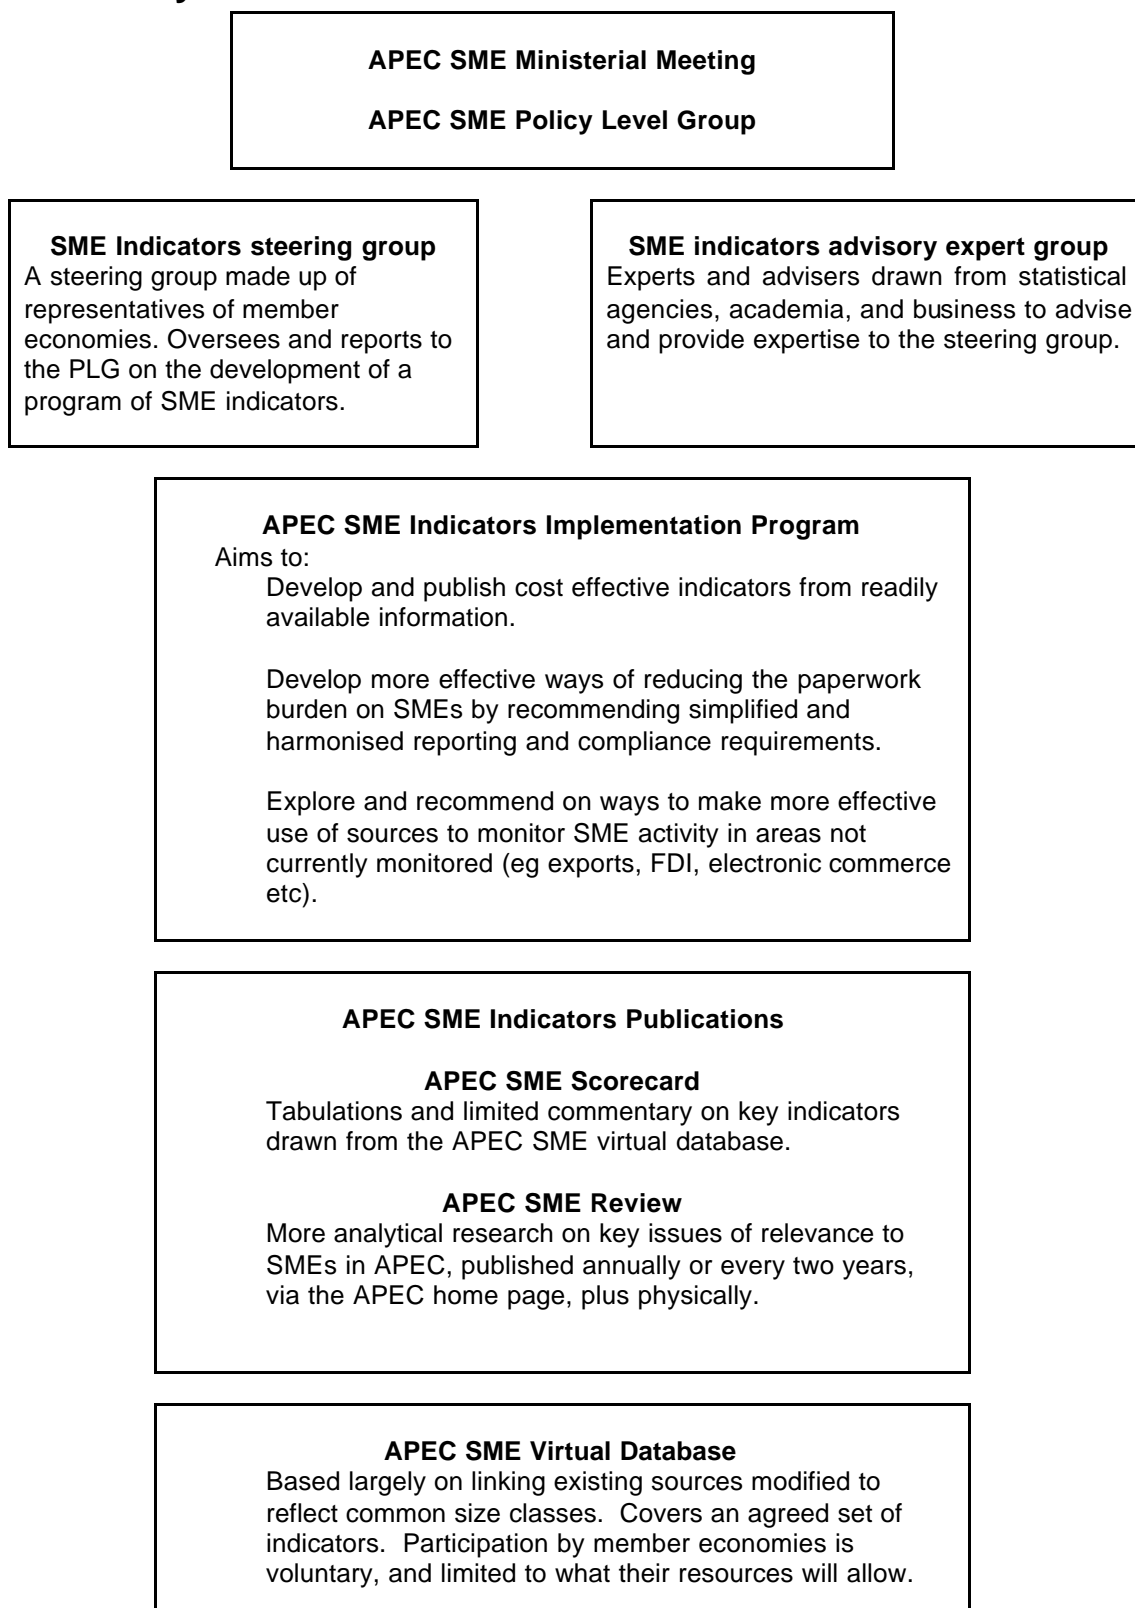 APEC SME Ministerial Meeting
APEC SME Policy Level Group
SME Indicators steering group
A steering group made up of
representatives of member
economies. Oversees and reports to
the PLG on the development of a
program of SME indicators.
SME indicators advisory expert group
Experts and advisers drawn from statistical
agencies, academia, and business to advise
and provide expertise to the steering group.
APEC SME Indicators Implementation Program
Aims to:
Develop and publish cost effective indicators from readily
available information.
Develop more effective ways of reducing the paperwork
burden on SMEs by recommending simplified and
harmonised reporting and compliance requirements.
Explore and recommend on ways to make more effective
use of sources to monitor SME activity in areas not
currently monitored (eg exports, FDI, electronic commerce
etc).
APEC SME Indicators Publications
APEC SME Scorecard
Tabulations and limited commentary on key indicators
drawn from the APEC SME virtual database.
APEC SME Review
More analytical research on key issues of relevance to
SMEs in APEC, published annually or every two years,
via the APEC home page, plus physically.
APEC SME Virtual Database
Based largely on linking existing sources modified to
reflect common size classes.  Covers an agreed set of
indicators.  Participation by member economies is
voluntary, and limited to what their resources will allow.